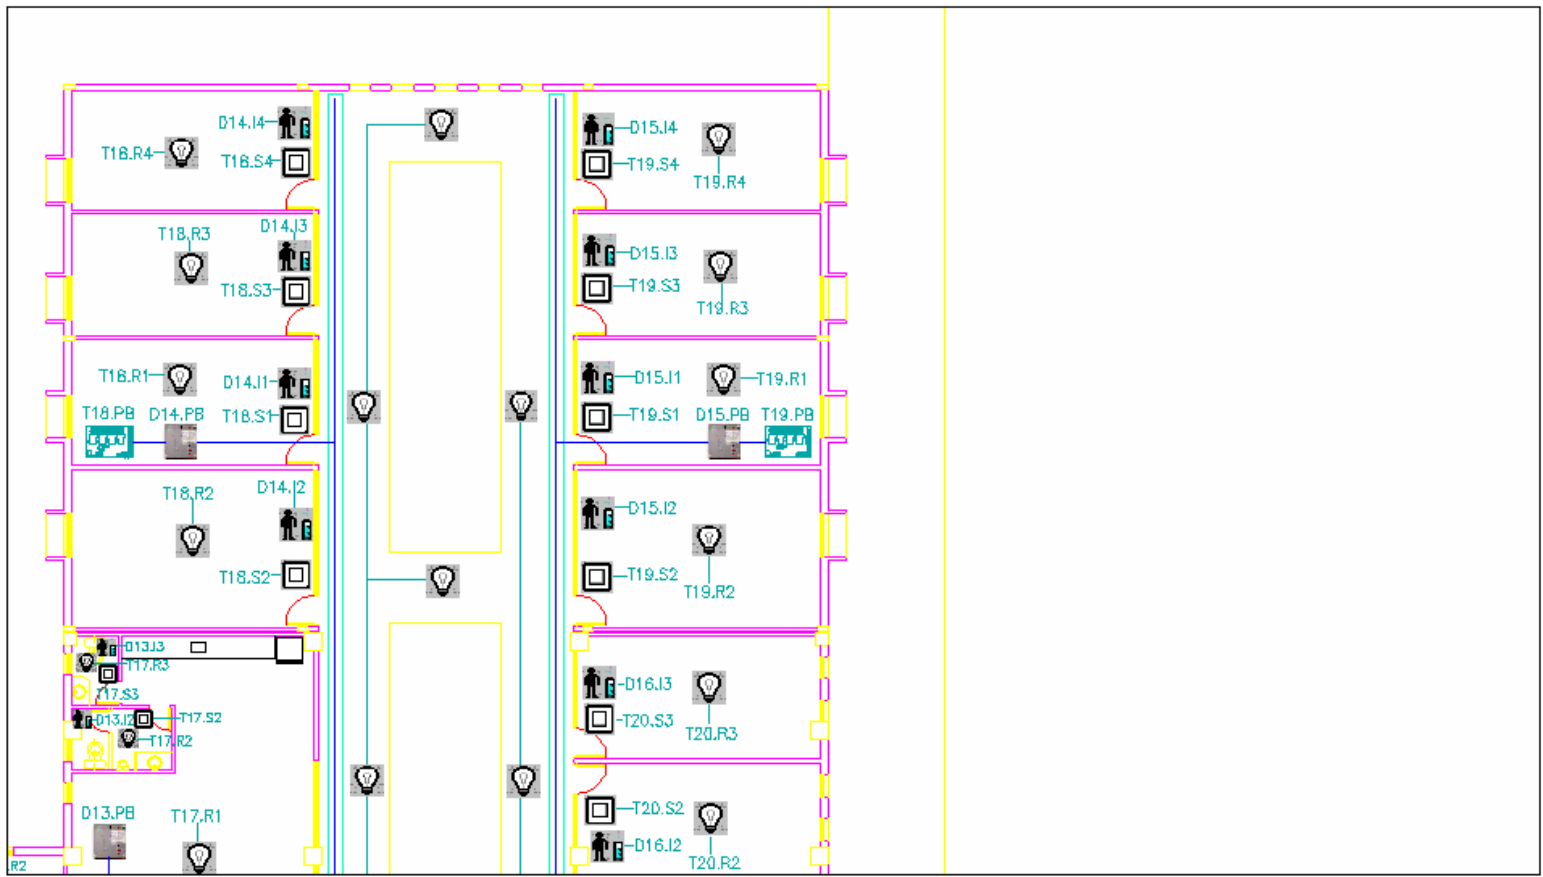 D14.I4
T18.R4
T18.S4
D15.I4
T19.S4
T19.R4
T18.R3
D14.I3
T18.S3
D15.I3
T19.S3
T19.R3
T18.R1
D14.I1
T18.PB
D14.PB
T18.S1
D15.I1
T19.R1
T19.S1
D15.PB
T19.PB
T18.R2
D14.I2
T18.S2
D15.I2
T19.S2
T19.R2
D13.I3
T17.R3
T17.S3
D13.I2
T17.S2
T17.R2
D16.I3
T20.S3
T20.R3
D13.PB
T17.R1
T20.S2
D16.I2
T20.R2
.R2